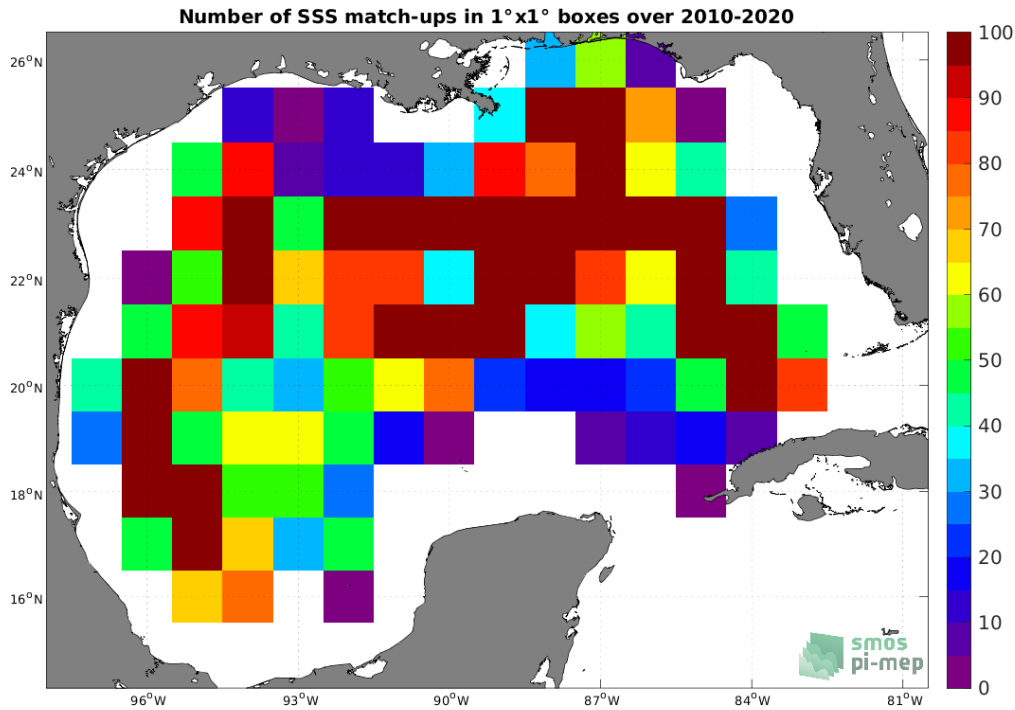 Number of SSS match-ups in 1°x1° boxes over 2010-2020
26°N
24°N
22°N
20°N
18°N
16°N
96°W
93°W
90°W
87°W
84°W
81°W
100
90
80
70
60
50
40
30
20
10
0
smos
pi-mep